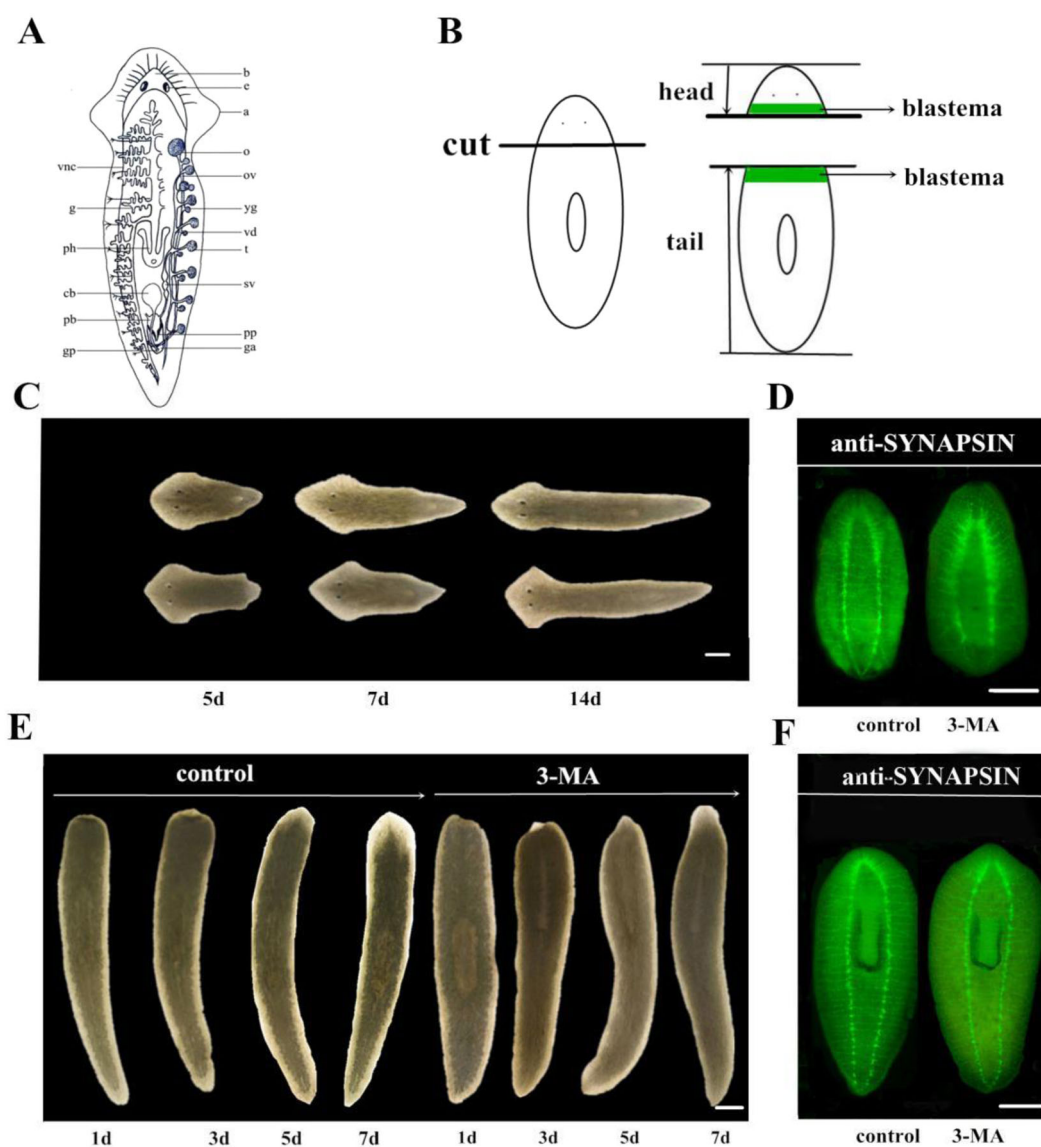 A
b
e
a
o
ov
yg
vd
t
sv
pp
ga
vnc
g
ph
cb
pb
gp
B
cut
head
blastema
blastema
tail
C
5d
7d
14d
D
anti-SYNAPSIN
control 3-MA
E
control 3-MA
1d 3d 5d 7d 1d 3d 5d 7d
F
anti-SYNAPSIN
control 3-MA